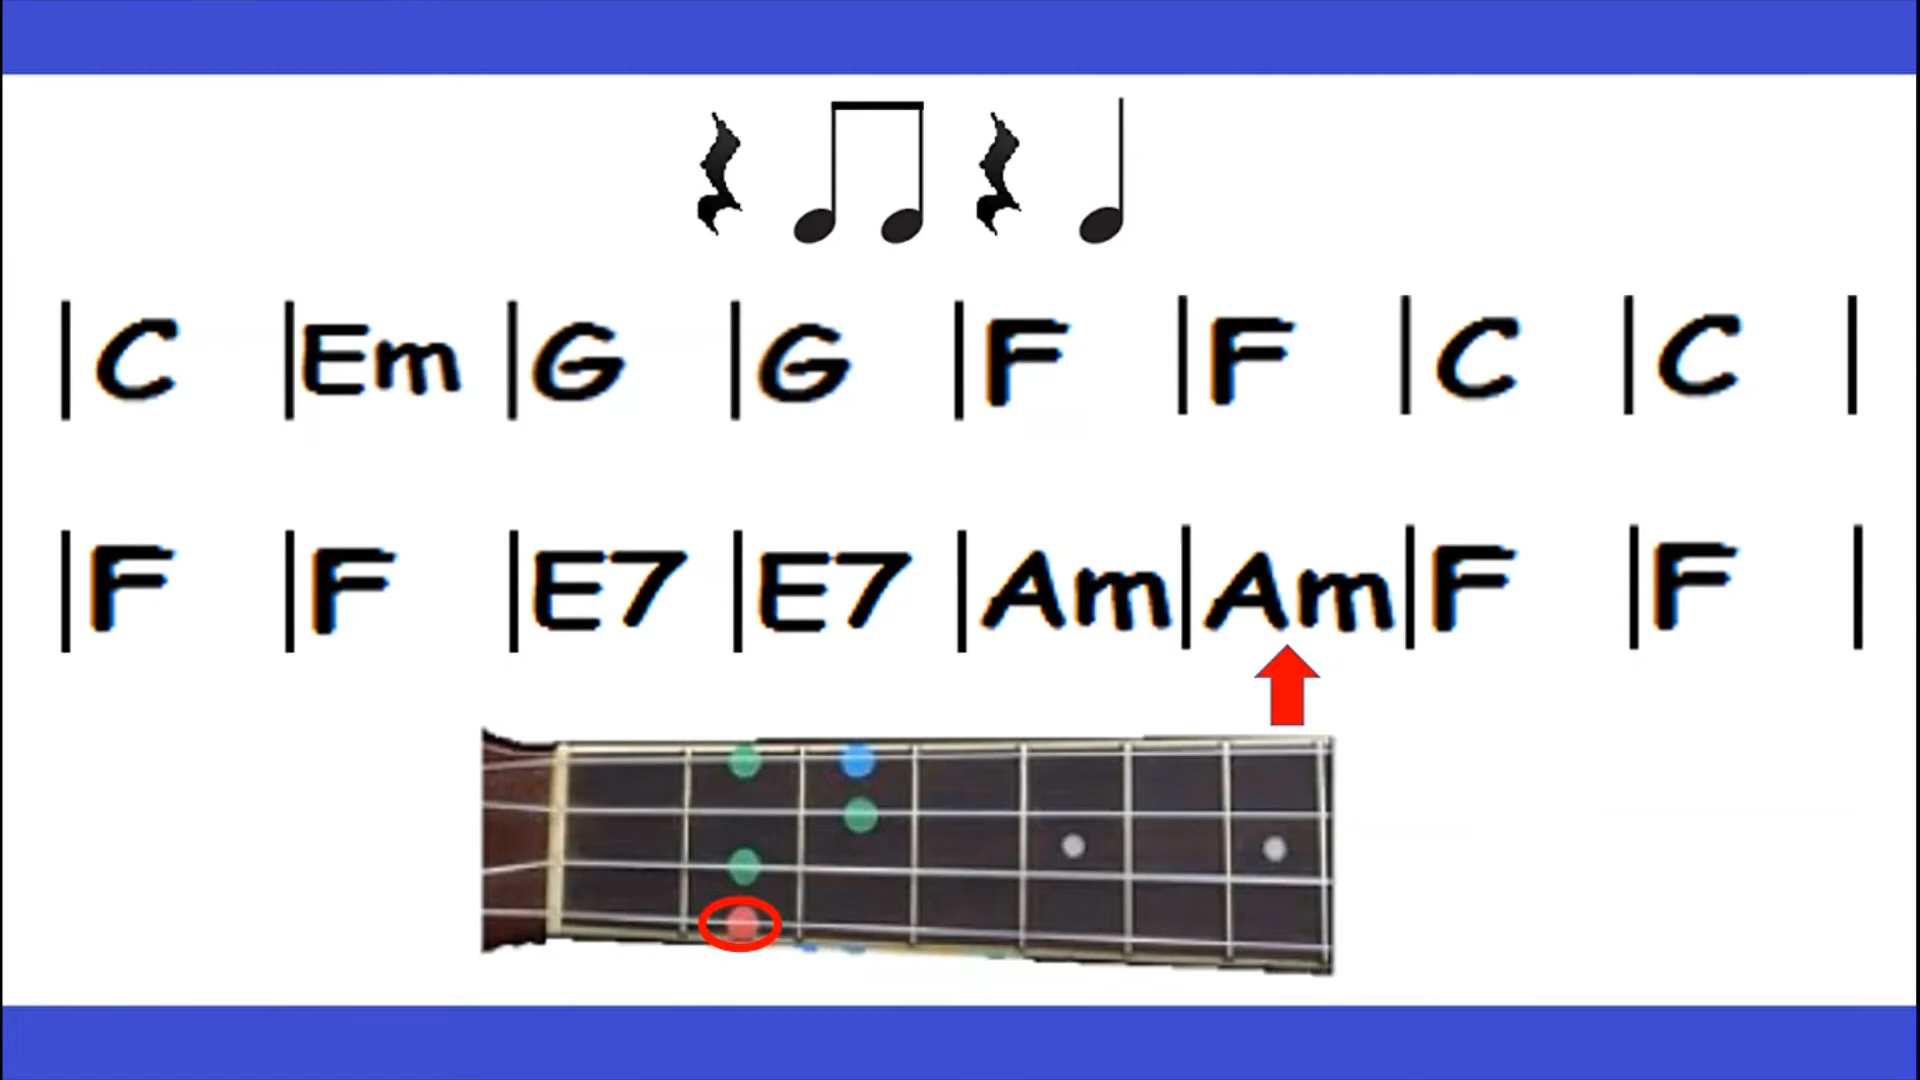 |C |Em |G |G |F |F |C |C |
|F |F |E7 |E7 |Am |Am |F |F |